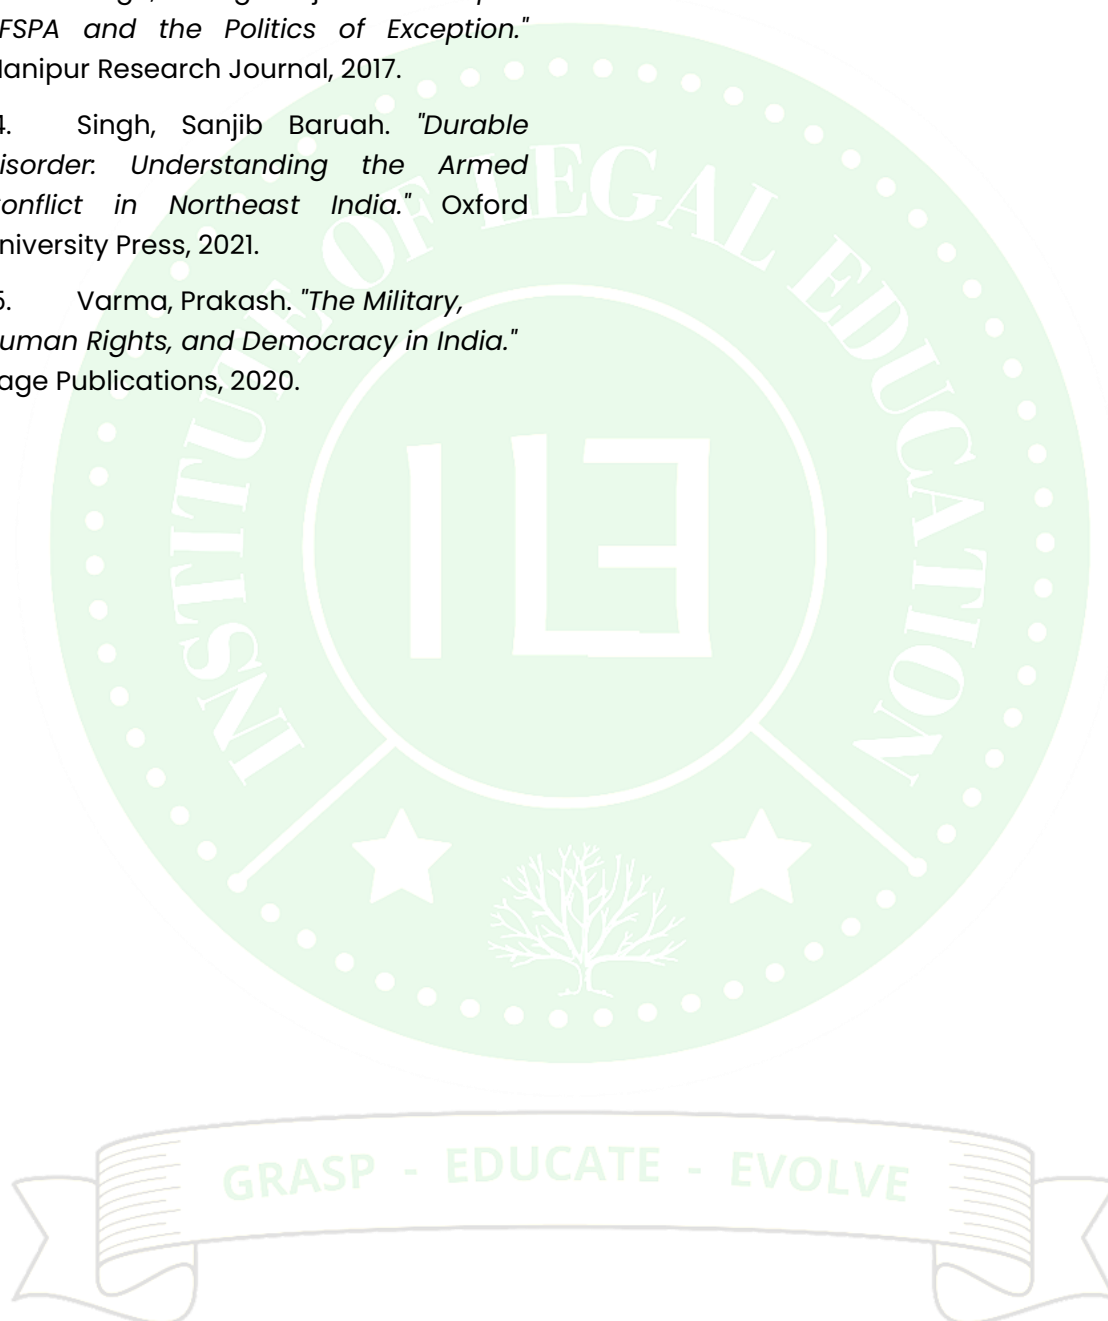 FSPA and the Politics of Exception."
anipur Research Journal, 2017.
4. Singh, Sanjib Baruah. "Durable
isorder: Understanding the Armed
onflict in Northeast India." Oxford
niversity Press, 2021.
5. Varma, Prakash. "The Military,
uman Rights, and Democracy in India."
age Publications, 2020.
INSTITUTE OF LEGAL EDUCATION
ILE
GRASP - EDUCATE - EVOLVE